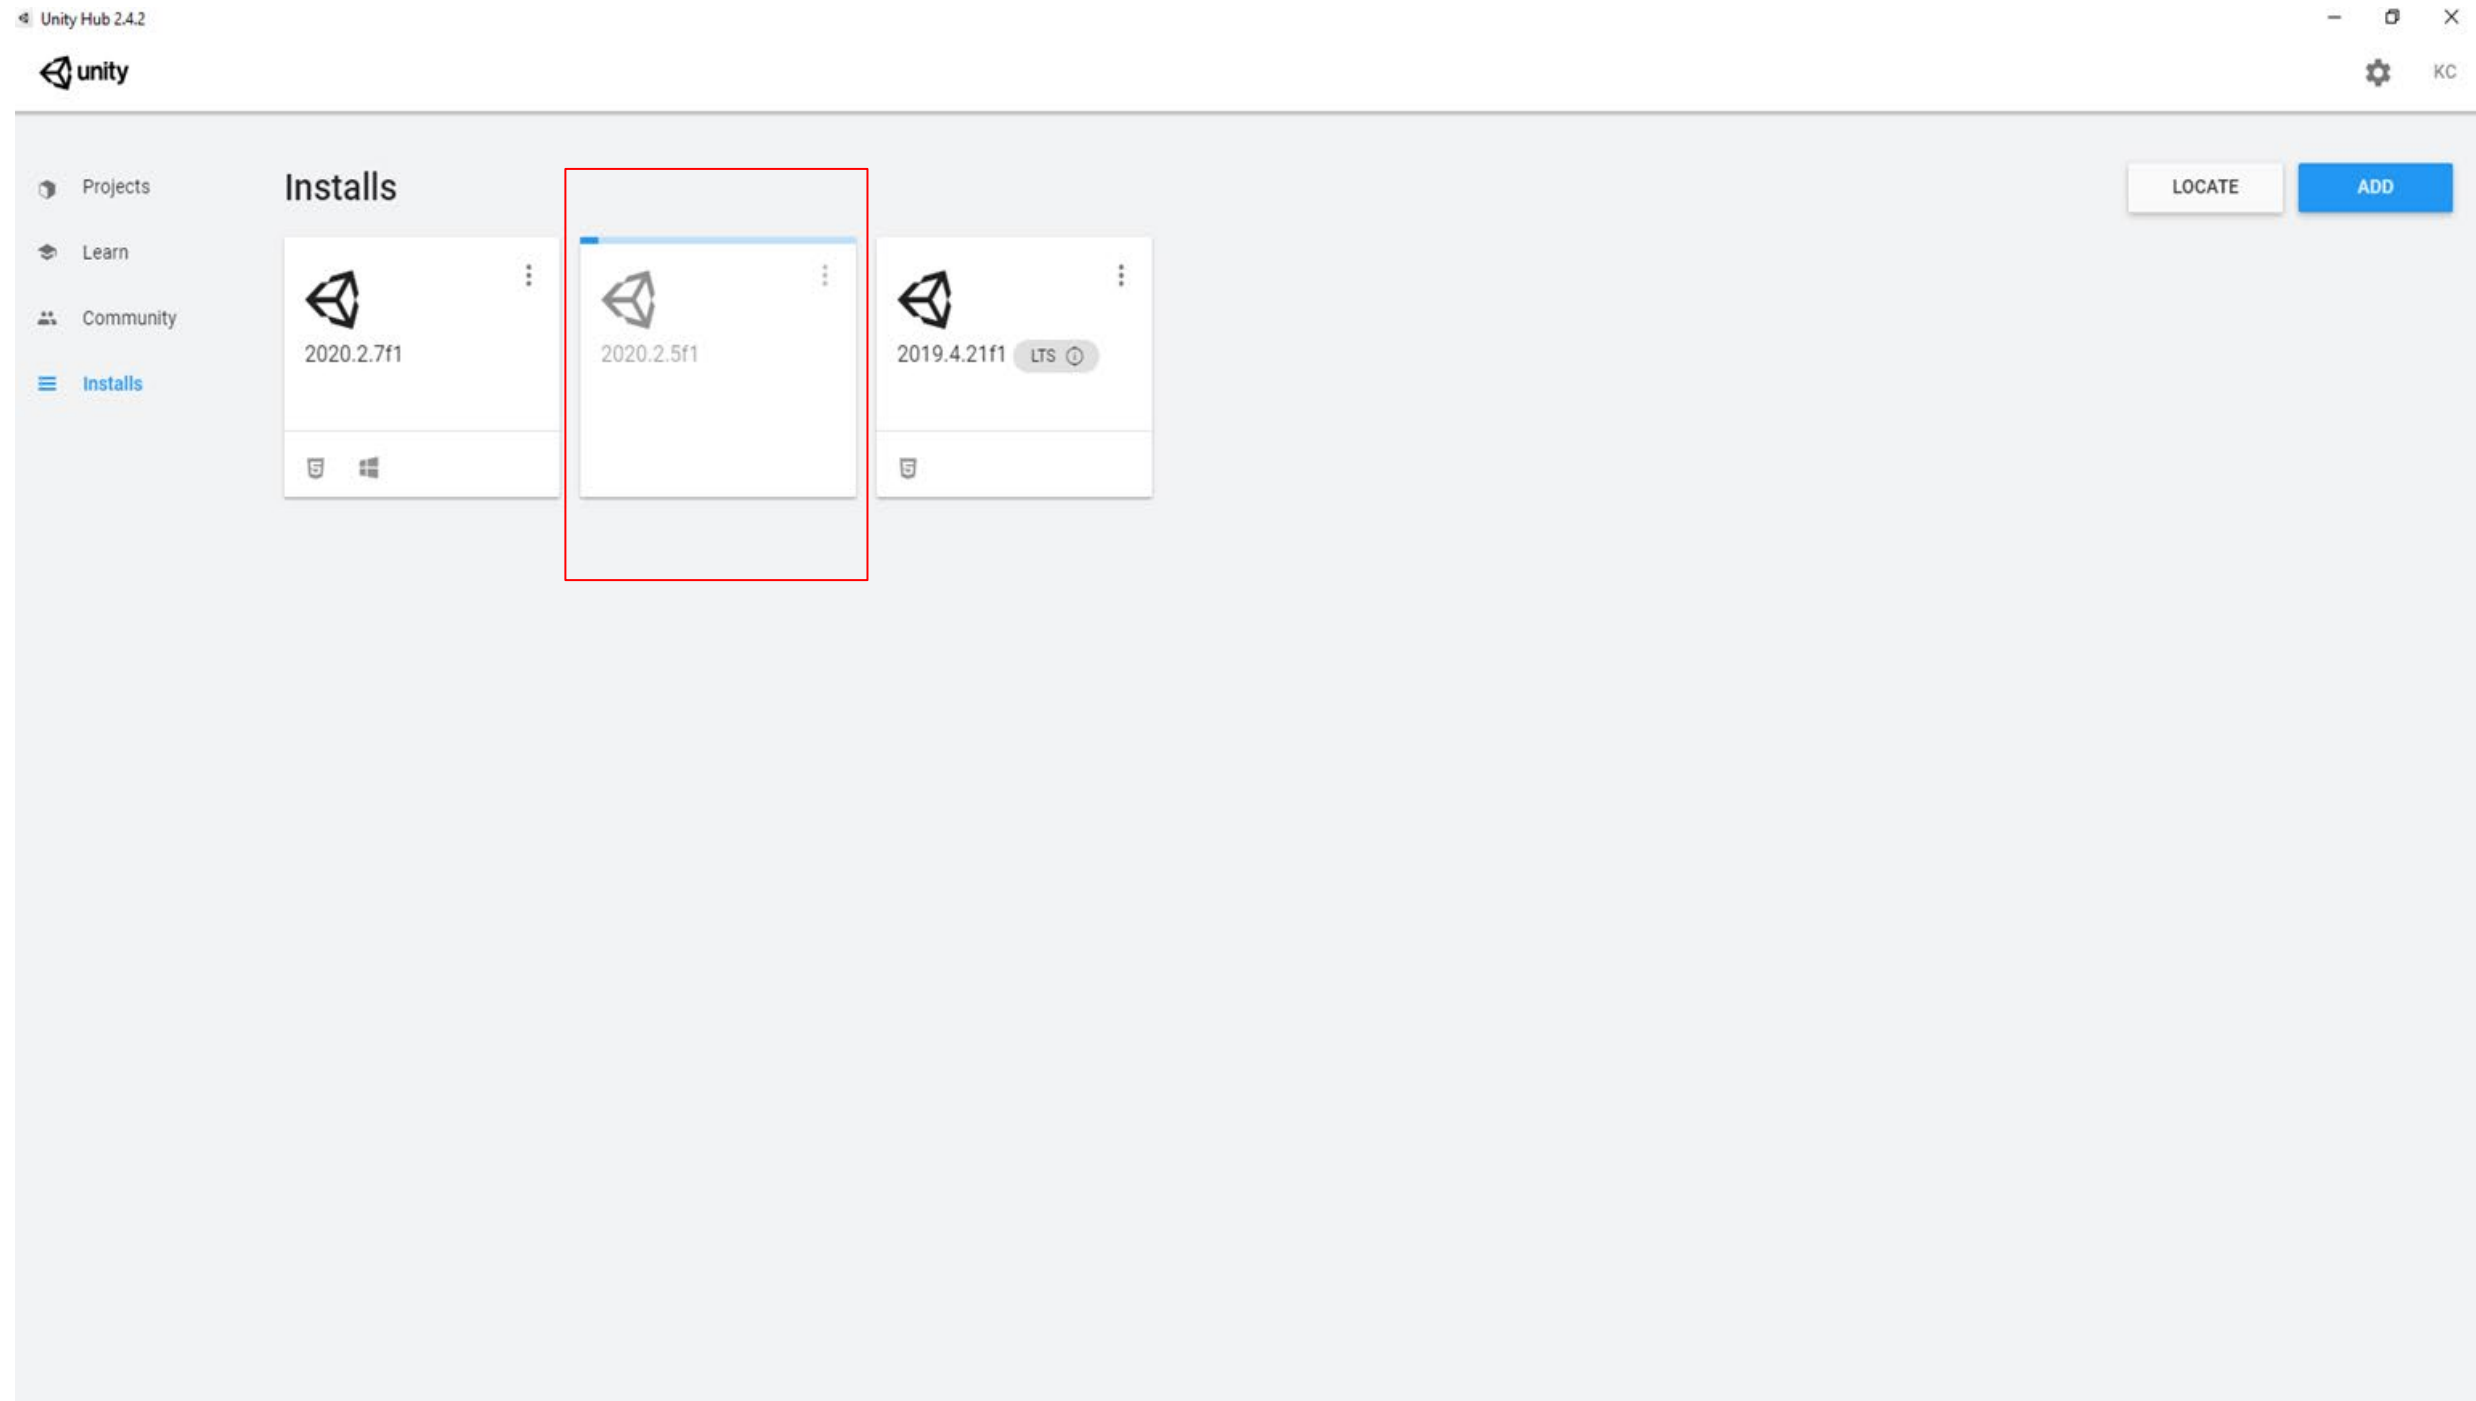 Unity Hub 2.4.2
unity
KC
Projects
Learn
Community
Installs
Installs
LOCATE
ADD
2020.2.7f1
2020.2.5f1
2019.4.21f1 LTS